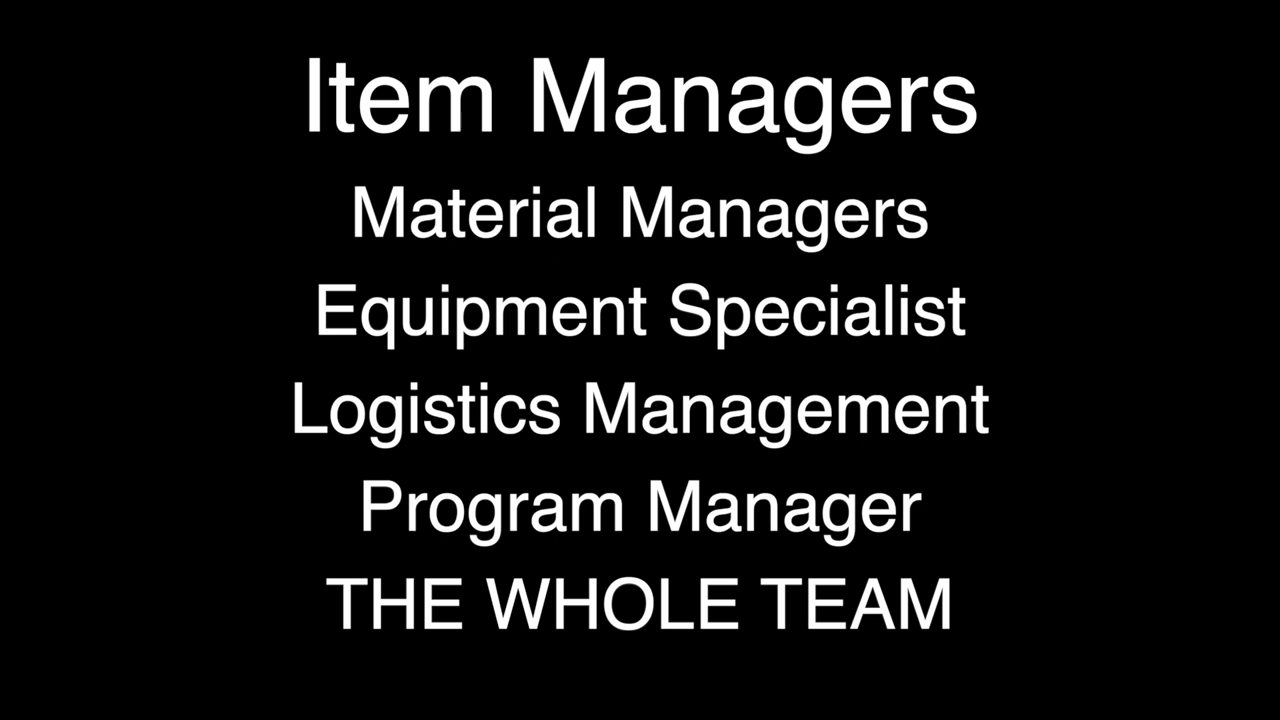 Item Managers
Material Managers
Equipment Specialist
Logistics Management
Program Manager
THE WHOLE TEAM